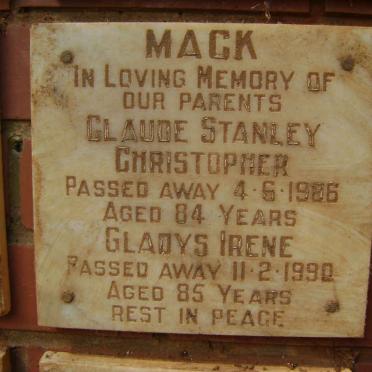 MACK
IN LOVING MEMORY OF
OUR PARENTS
CLAUDE STANLEY
CHRISTOPHER
PASSED AWAY 4·6·1986
AGED 84 YEARS
GLADYS IRENE
PASSED AWAY 11·2·1990
AGED 85 YEARS
REST IN PEACE